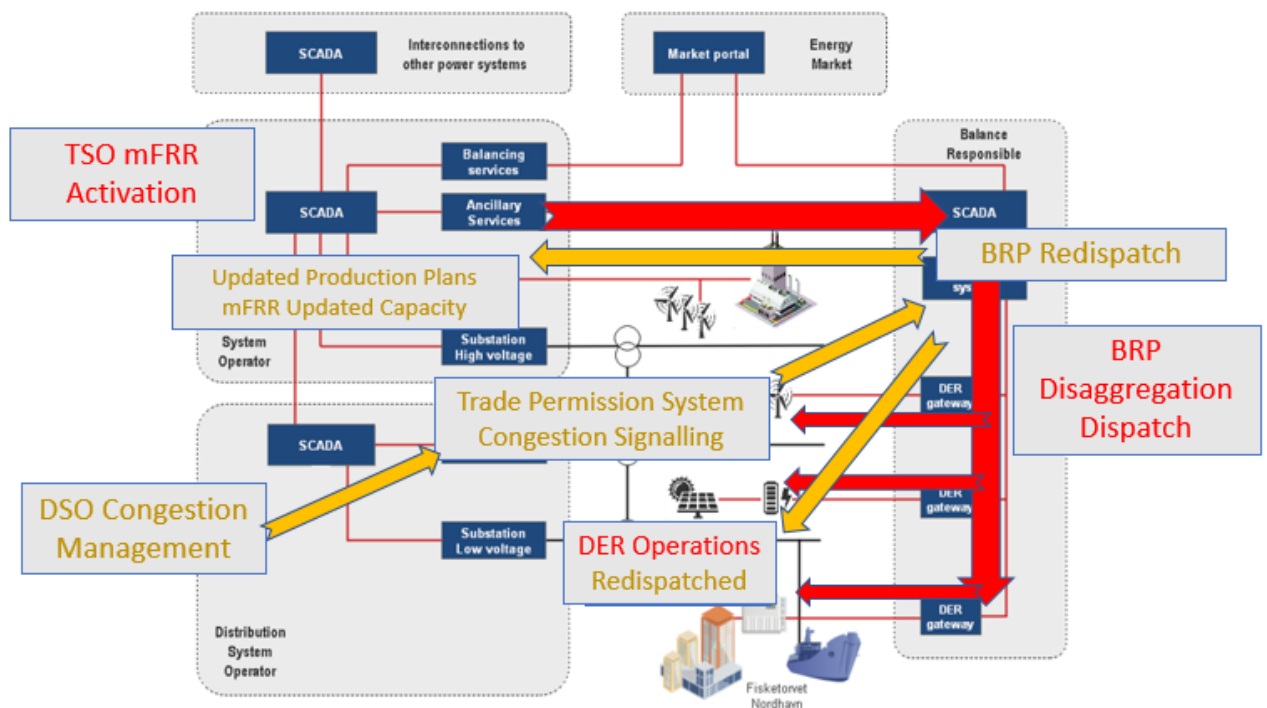 SCADA
Interconnections to
other power systems
Market portal
Energy
Market
TSO mFRR
Activation
Balancing
services
SCADA
Ancillary
Services
Balance
Responsible
SCADA
BRP Redispatch
Updated Production Plans
mFRR Updated Capacity
System
Operator
Substation
High voltage
BRP
Disaggregation
Dispatch
DER
gateway
Trade Permission System
Congestion Signalling
SCADA
DSO Congestion
Management
DER
gateway
Substation
Low voltage
DER Operations
Redispatched
DER
gateway
Distribution
System
Operator
Fisketorvet
Nordhavn